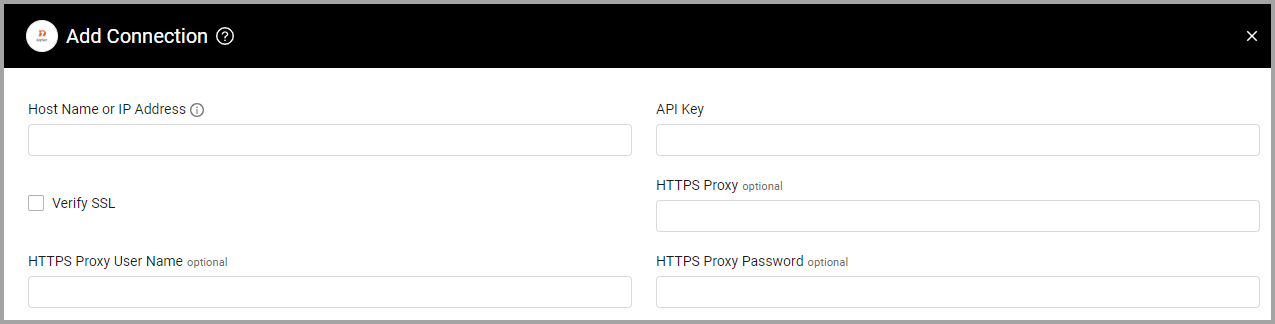 Add Connection
Host Name or IP Address
API Key
Verify SSL
HTTPS Proxy optional
HTTPS Proxy User Name optional
HTTPS Proxy Password optional